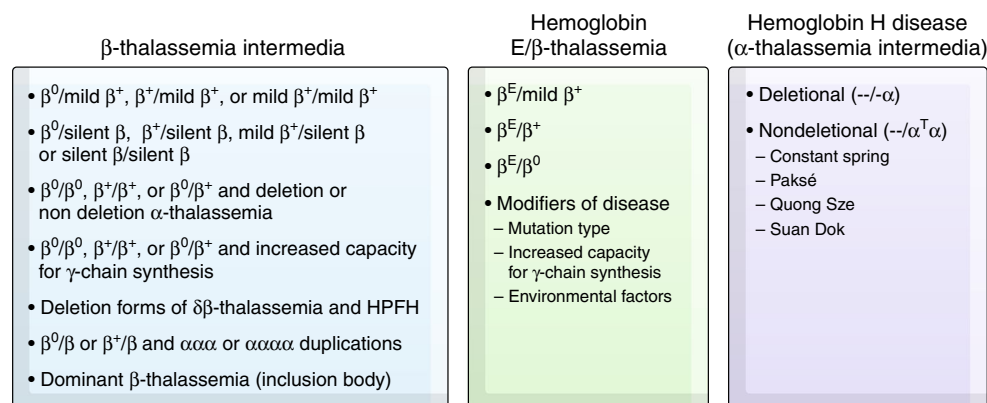 β-thalassemia intermedia
• β⁰/mild β⁺, β⁺/mild β⁺, or mild β⁺/mild β⁺
• β⁰/silent β, β⁺/silent β, mild β⁺/silent β
or silent β/silent β
• β⁰/β⁰, β⁺/β⁺, or β⁰/β⁺ and deletion or
non deletion α-thalassemia
• β⁰/β⁰, β⁺/β⁺, or β⁰/β⁺ and increased capacity
for γ-chain synthesis
• Deletion forms of δβ-thalassemia and HPFH
• β⁰/β or β⁺/β and ααα or αααα duplications
• Dominant β-thalassemia (inclusion body)
Hemoglobin
E/β-thalassemia
• βᴱ/mild β⁺
• βᴱ/β⁺
• βᴱ/β⁰
• Modifiers of disease
– Mutation type
– Increased capacity
for γ-chain synthesis
– Environmental factors
Hemoglobin H disease
(α-thalassemia intermedia)
• Deletional (--/-α)
• Nondeletional (--/αᵀα)
– Constant spring
– Paksé
– Quong Sze
– Suan Dok